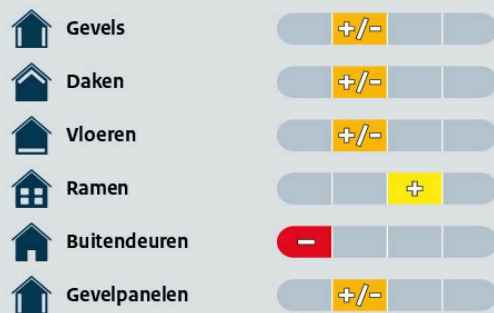 Gevels +/-
Daken +/-
Vloeren +/-
Ramen +
Buitendeuren -
Gevelpanelen +/-